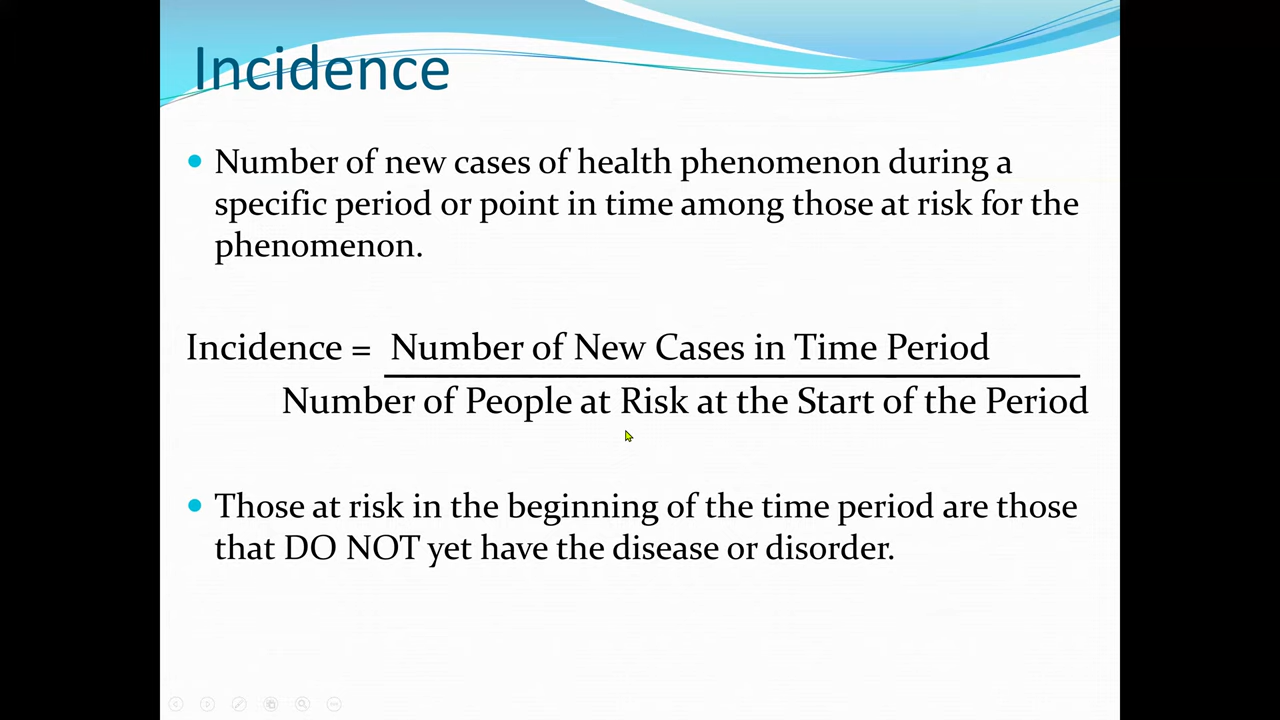 Incidence
Number of new cases of health phenomenon during a
specific period or point in time among those at risk for the
phenomenon.
Incidence = Number of New Cases in Time Period
Number of People at Risk at the Start of the Period
Those at risk in the beginning of the time period are those
that DO NOT yet have the disease or disorder.